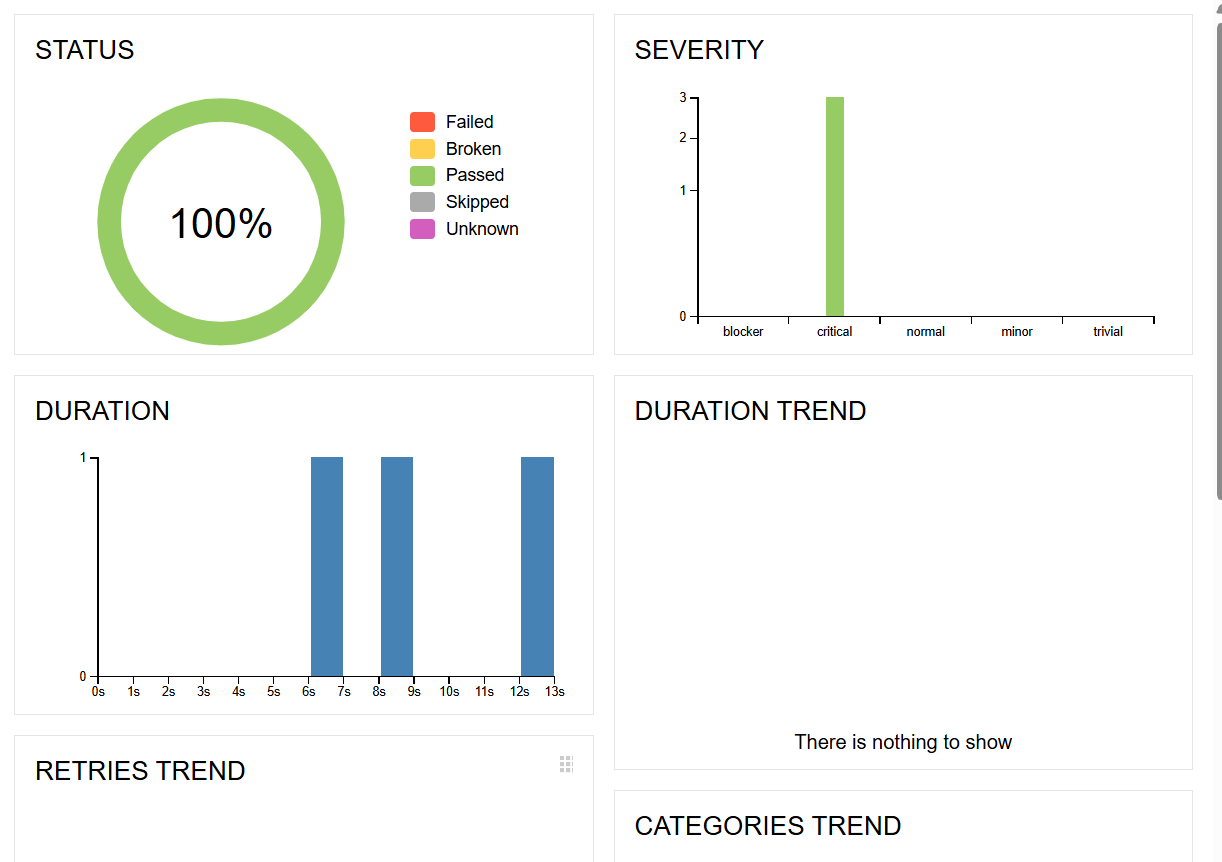 STATUS
100%
Failed
Broken
Passed
Skipped
Unknown
SEVERITY
3
2
1
0
blocker critical normal minor trivial
DURATION
1
0
0s 1s 2s 3s 4s 5s 6s 7s 8s 9s 10s 11s 12s 13s
DURATION TREND
There is nothing to show
RETRIES TREND
CATEGORIES TREND